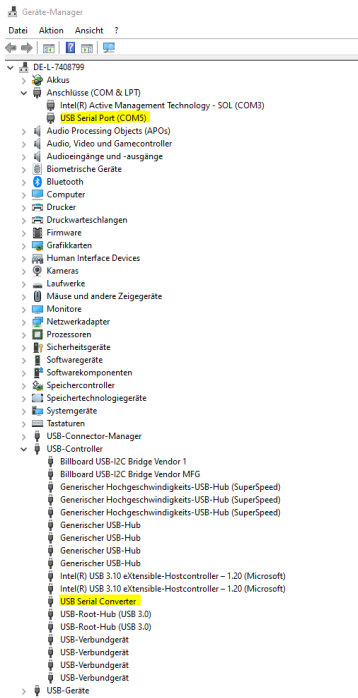 Geräte-Manager
Datei Aktion Ansicht ?
DE-L-7408799
Akkus
Anschlüsse (COM & LPT)
Intel(R) Active Management Technology - SOL (COM3)
USB Serial Port (COM5)
Audio Processing Objects (APOs)
Audio, Video und Gamecontroller
Audioeingänge und -ausgänge
Biometrische Geräte
Bluetooth
Computer
Drucker
Druckwarteschlangen
Firmware
Grafikkarten
Human Interface Devices
Kameras
Laufwerke
Mäuse und andere Zeigegeräte
Monitore
Netzwerkadapter
Prozessoren
Sicherheitsgeräte
Softwaregeräte
Softwarekomponenten
Speichercontroller
Speichertechnologiegeräte
Systemgeräte
Tastaturen
USB-Connector-Manager
USB-Controller
Billboard USB-I2C Bridge Vendor 1
Billboard USB-I2C Bridge Vendor MFG
Generischer Hochgeschwindigkeits-USB-Hub (SuperSpeed)
Generischer Hochgeschwindigkeits-USB-Hub (SuperSpeed)
Generischer Hochgeschwindigkeits-USB-Hub (SuperSpeed)
Generischer USB-Hub
Generischer USB-Hub
Generischer USB-Hub
Generischer USB-Hub
Intel(R) USB 3.10 eXtensible-Hostcontroller – 1.20 (Microsoft)
Intel(R) USB 3.10 eXtensible-Hostcontroller – 1.20 (Microsoft)
USB Serial Converter
USB-Root-Hub (USB 3.0)
USB-Root-Hub (USB 3.0)
USB-Verbundgerät
USB-Verbundgerät
USB-Verbundgerät
USB-Verbundgerät
USB-Geräte